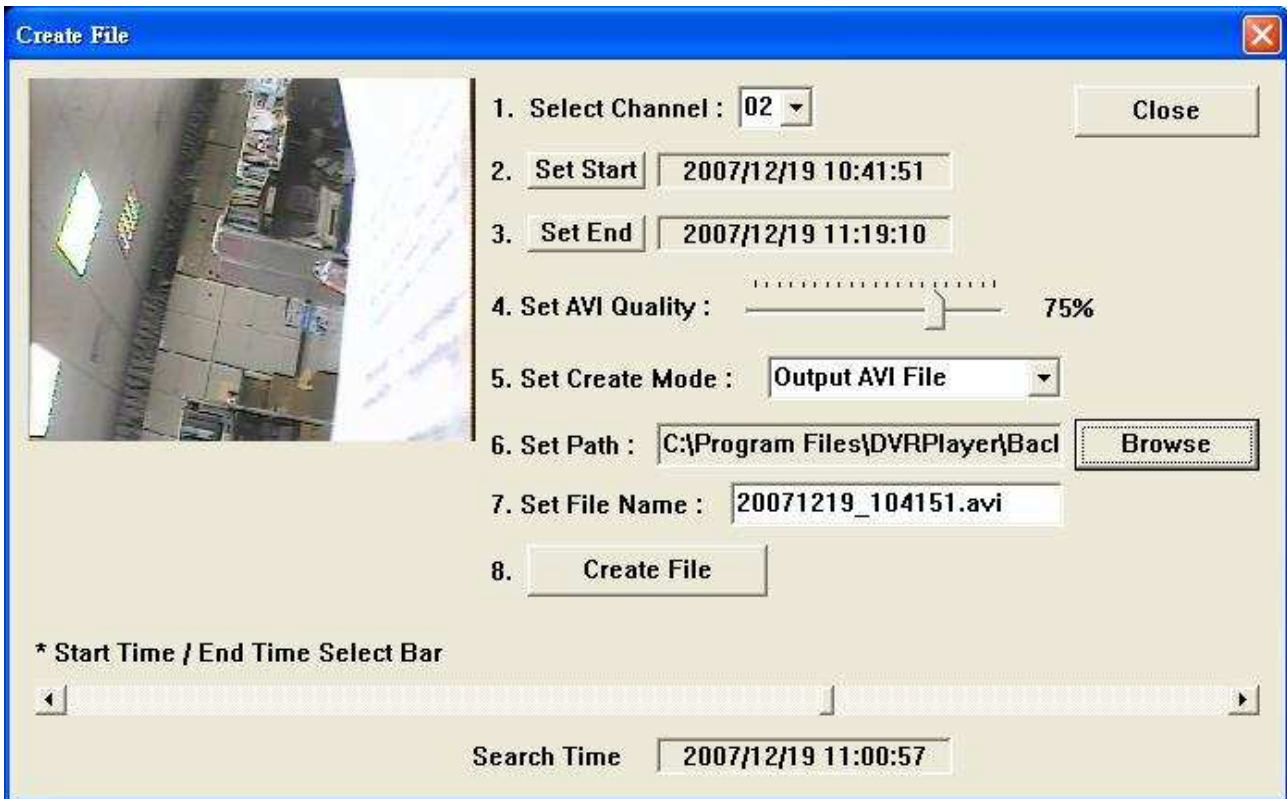 Create File
1. Select Channel : 02
Close
2. Set Start 2007/12/19 10:41:51
3. Set End 2007/12/19 11:19:10
4. Set AVI Quality : 75%
5. Set Create Mode : Output AVI File
6. Set Path : C:\Program Files\DVRPlayer\Bacl Browse
7. Set File Name : 20071219_104151.avi
8. Create File
* Start Time / End Time Select Bar
Search Time 2007/12/19 11:00:57